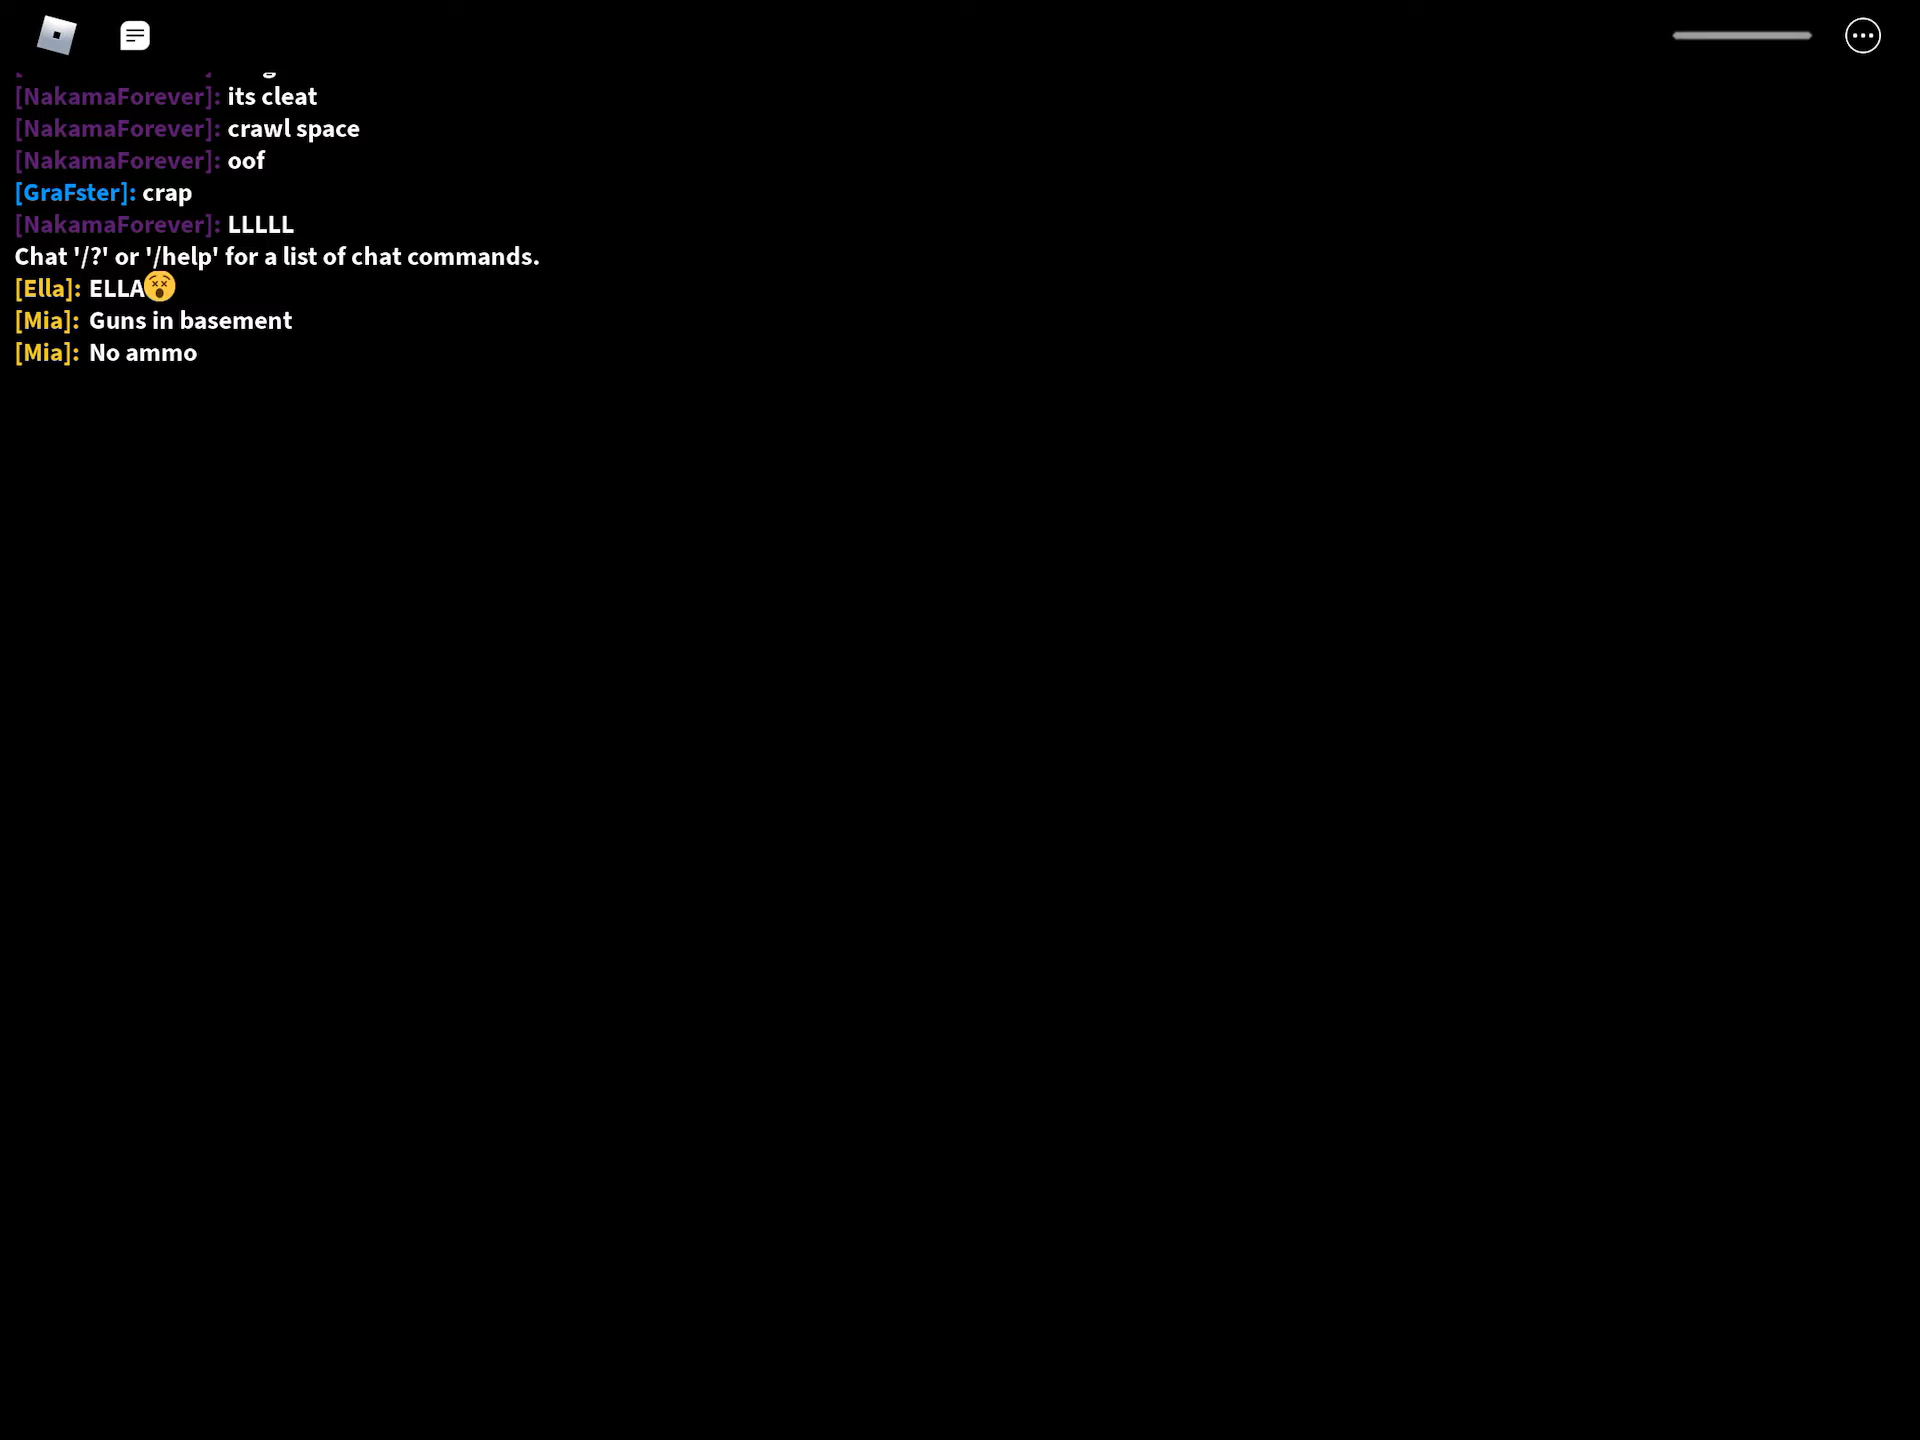 [NakamaForever]: its cleat
[NakamaForever]: crawl space
[NakamaForever]: oof
[GraFster]: crap
[NakamaForever]: LLLLL
Chat '/?' or '/help' for a list of chat commands.
[Ella]: ELLA😵
[Mia]: Guns in basement
[Mia]: No ammo